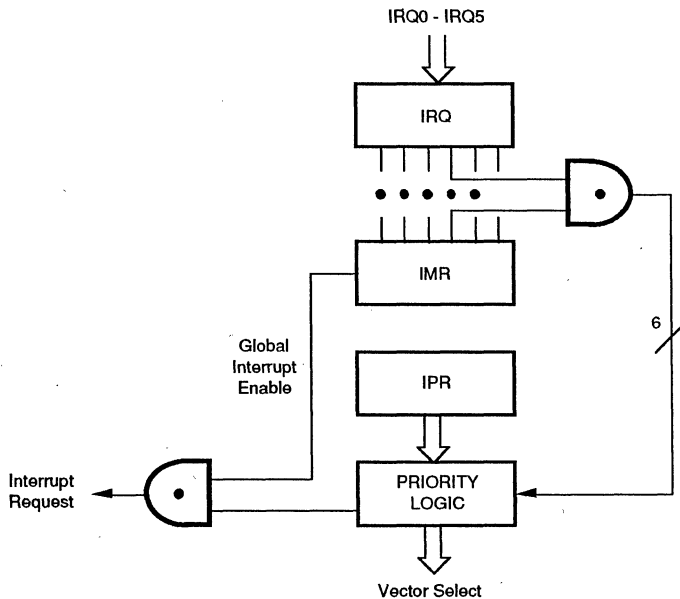 IRQ0 - IRQ5
IRQ
IMR
6
Global
Interrupt
Enable
IPR
PRIORITY
LOGIC
Interrupt
Request
Vector Select